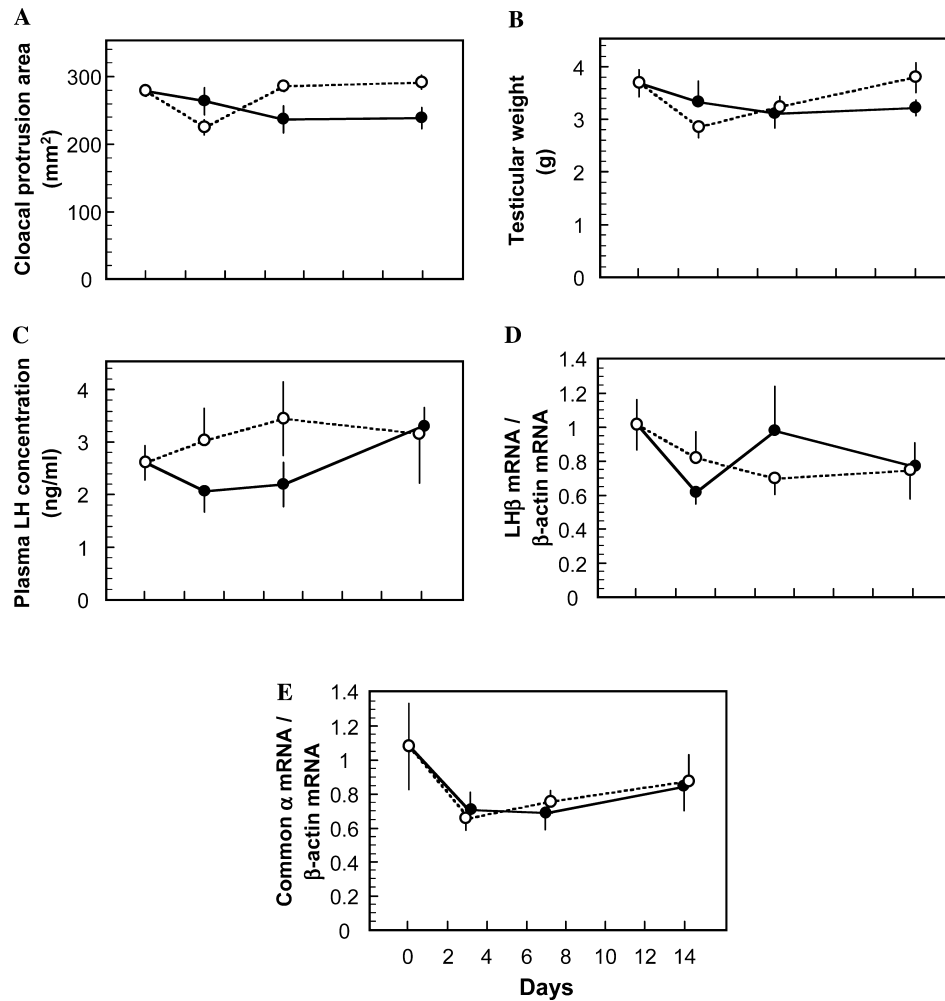 A
Cloacal protrusion area
(mm²)
300
200
100
0
B
Testicular weight
(g)
4
3
2
1
0
C
Plasma LH concentration
(ng/ml)
4
3
2
1
0
D
LHβ mRNA /
β-actin mRNA
1.4
1.2
1
0.8
0.6
0.4
0.2
0
E
Common α mRNA /
β-actin mRNA
1.4
1.2
1
0.8
0.6
0.4
0.2
0
0 2 4 6 8 10 12 14
Days